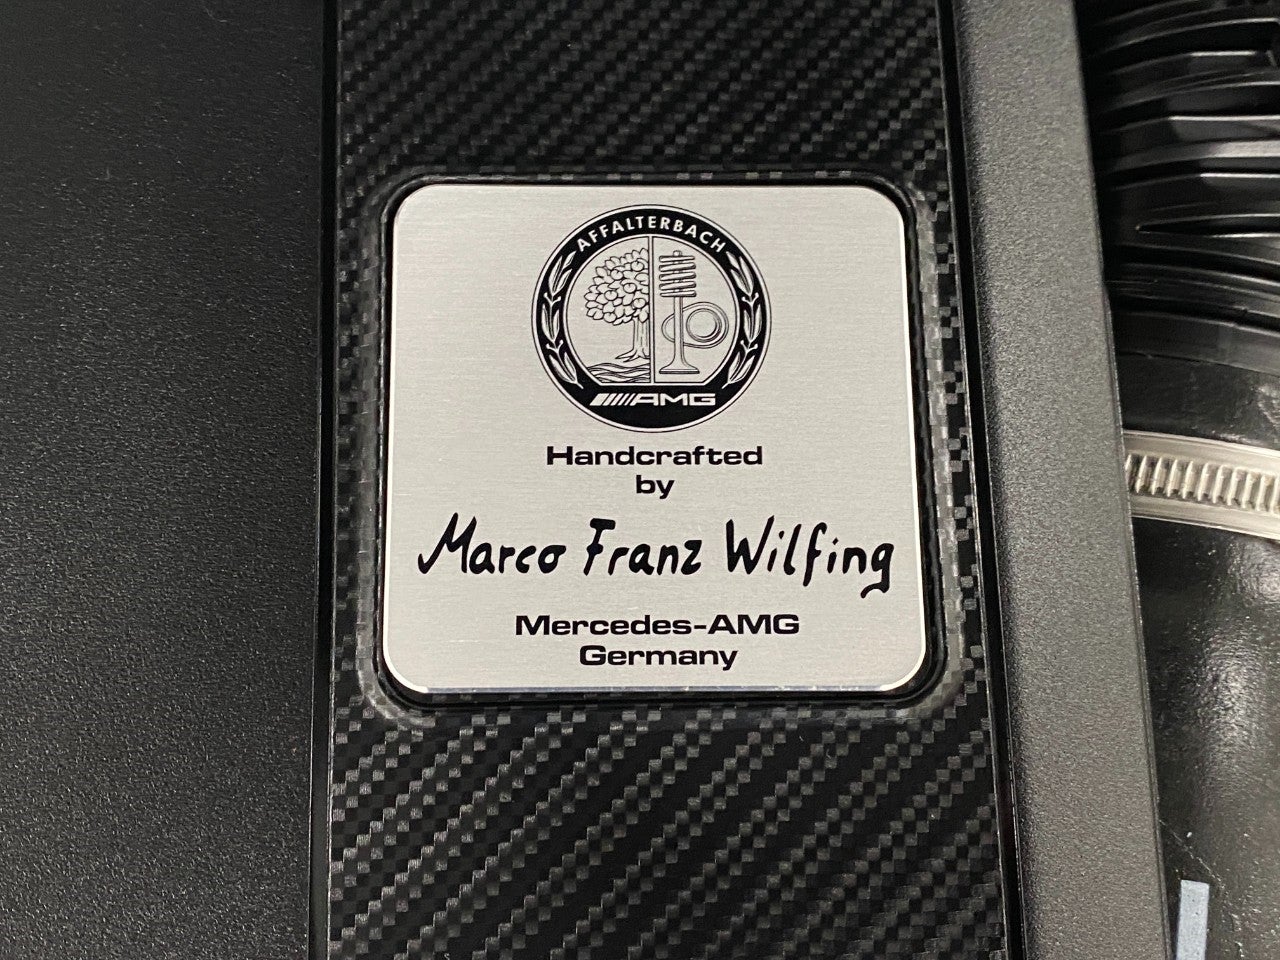 AFFALTERBACH
AMG
Handcrafted
by
Marco Franz Wilfing
Mercedes-AMG
Germany